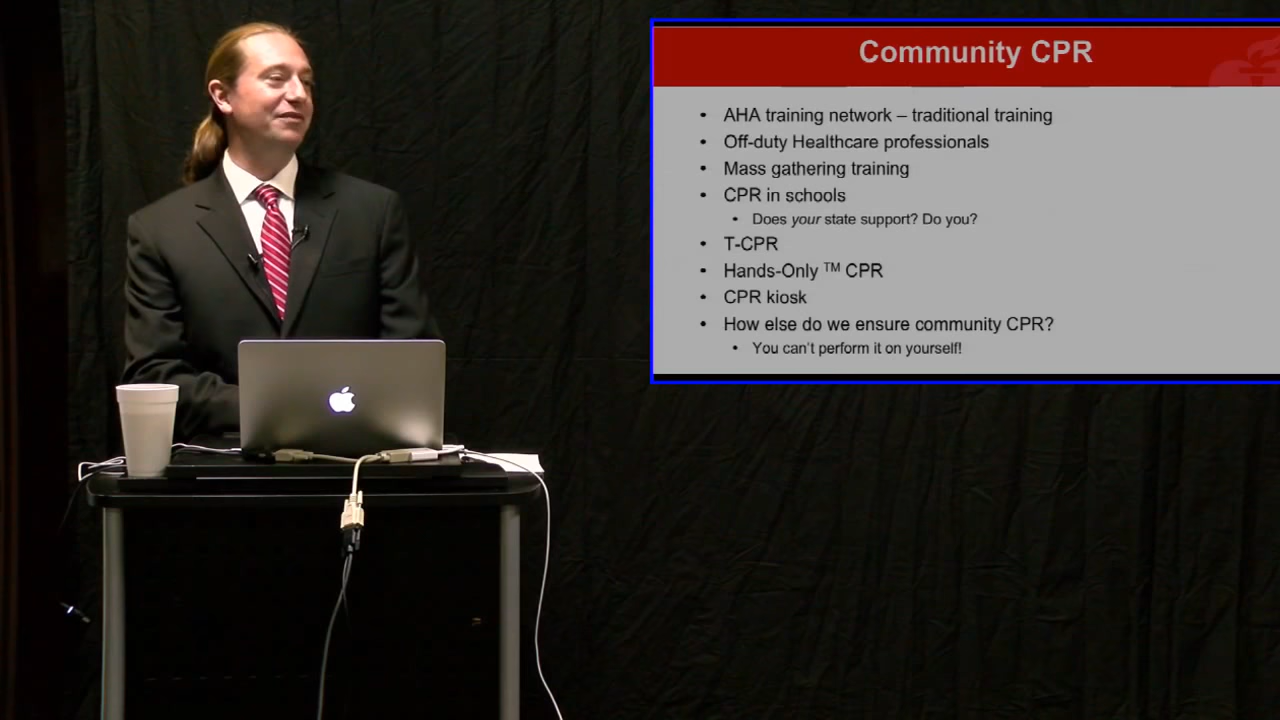 Community CPR
• AHA training network – traditional training
• Off-duty Healthcare professionals
• Mass gathering training
• CPR in schools
• Does your state support? Do you?
• T-CPR
• Hands-Only ™ CPR
• CPR kiosk
• How else do we ensure community CPR?
• You can't perform it on yourself!